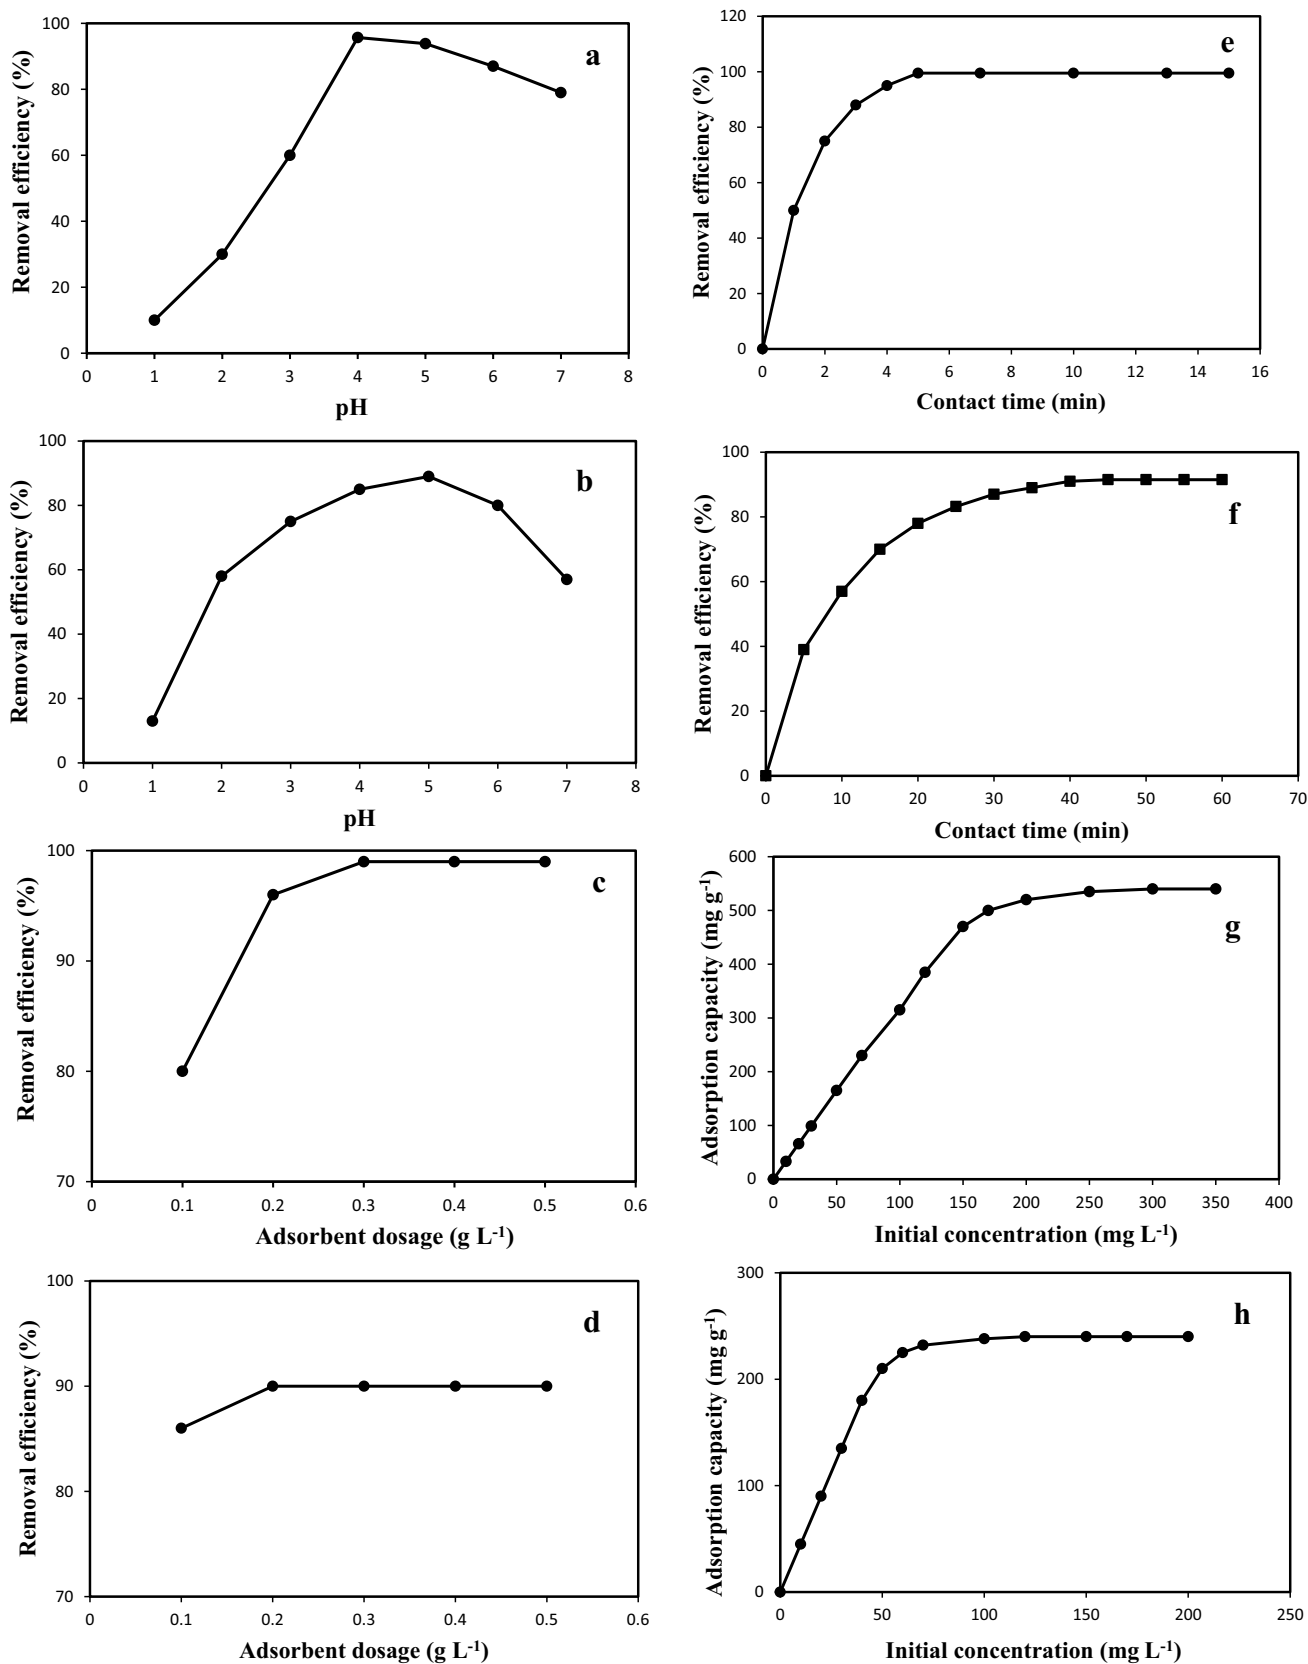 a
Removal efficiency (%)
100
80
60
40
20
0
0 1 2 3 4 5 6 7 8
pH
b
Removal efficiency (%)
100
80
60
40
20
0
0 1 2 3 4 5 6 7 8
pH
c
Removal efficiency (%)
100
90
80
70
0 0.1 0.2 0.3 0.4 0.5 0.6
Adsorbent dosage (g L⁻¹)
d
Removal efficiency (%)
100
90
80
70
0 0.1 0.2 0.3 0.4 0.5 0.6
Adsorbent dosage (g L⁻¹)
e
Removal efficiency (%)
120
100
80
60
40
20
0
0 2 4 6 8 10 12 14 16
Contact time (min)
f
Removal efficiency (%)
100
80
60
40
20
0
0 10 20 30 40 50 60 70
Contact time (min)
g
Adsorption capacity (mg g⁻¹)
600
500
400
300
200
100
0
0 50 100 150 200 250 300 350 400
Initial concentration (mg L⁻¹)
h
Adsorption capacity (mg g⁻¹)
300
200
100
0
0 50 100 150 200 250
Initial concentration (mg L⁻¹)